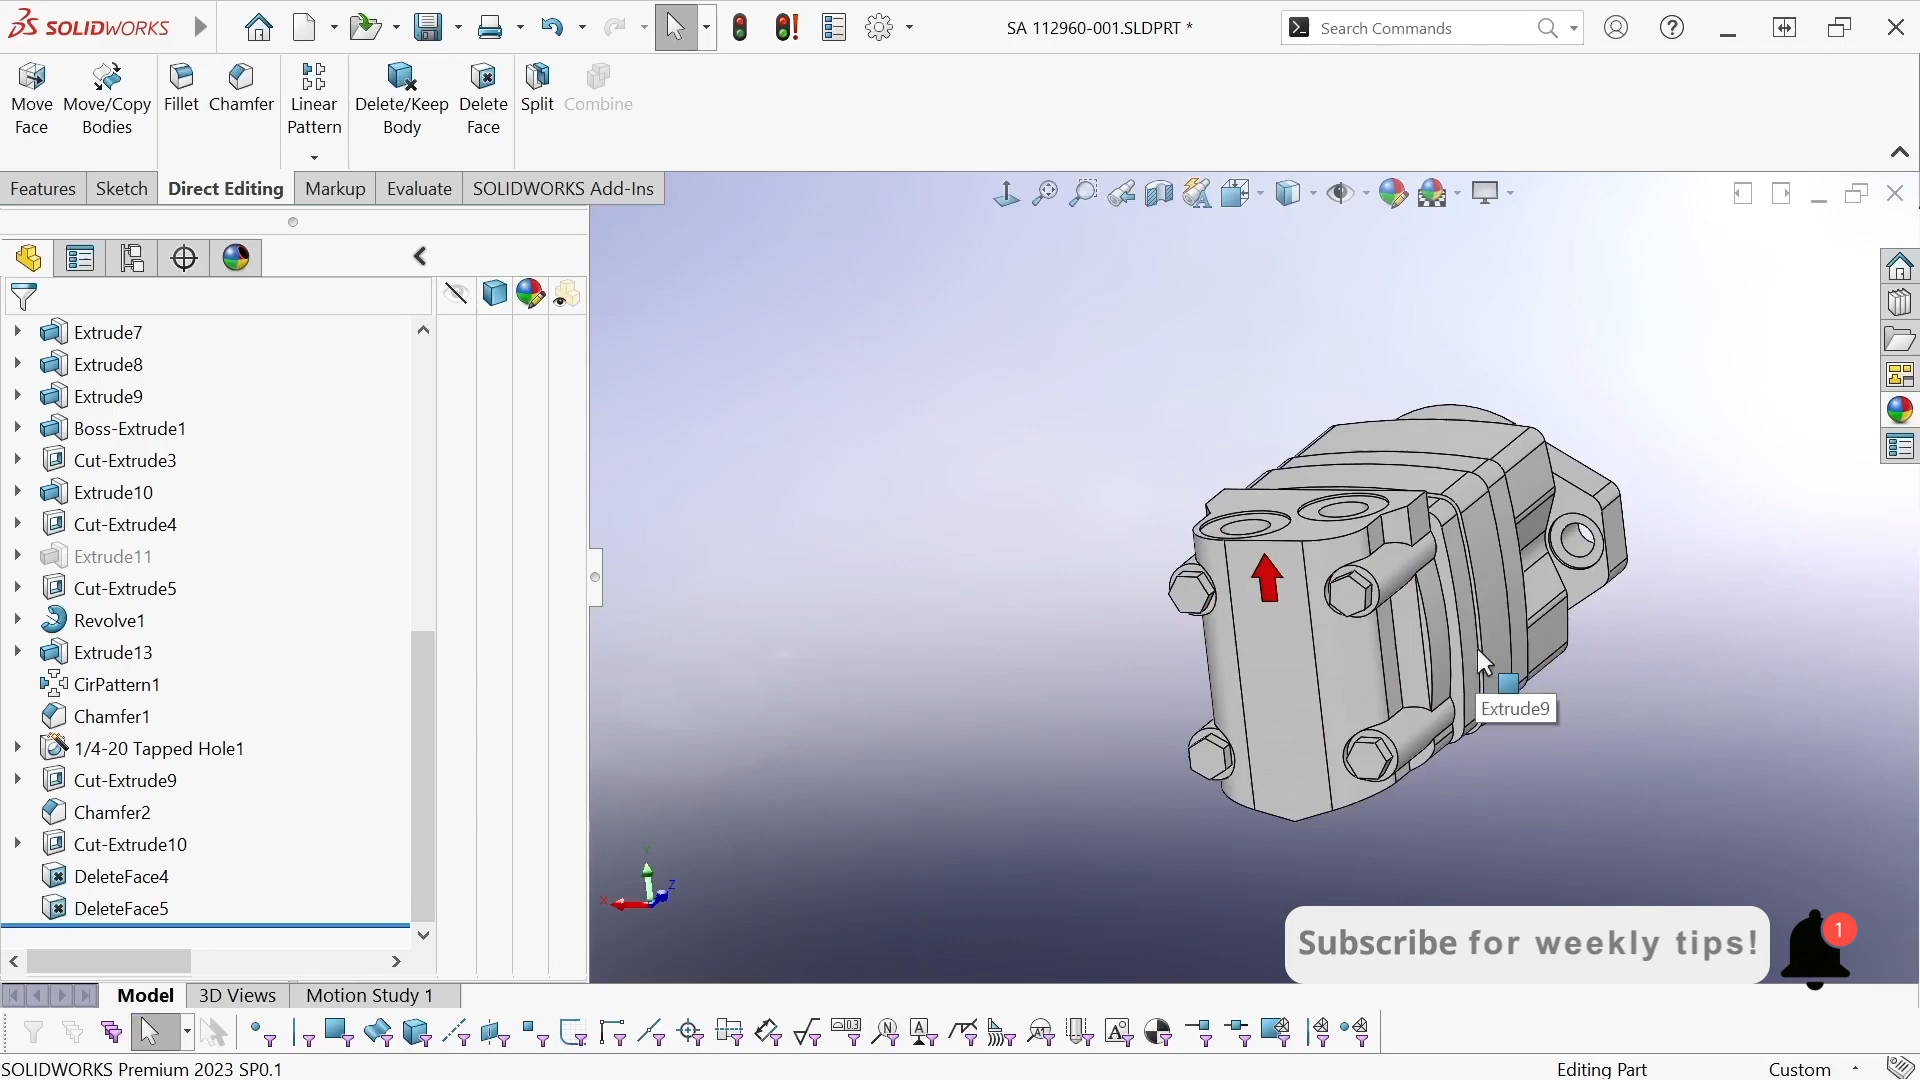 SOLIDWORKS
SA 112960-001.SLDPRT *
Search Commands
Move Face
Move/Copy Bodies
Fillet
Chamfer
Linear Pattern
Delete/Keep Body
Delete Face
Split
Combine
Features
Sketch
Direct Editing
Markup
Evaluate
SOLIDWORKS Add-Ins
Extrude7
Extrude8
Extrude9
Boss-Extrude1
Cut-Extrude3
Extrude10
Cut-Extrude4
Extrude11
Cut-Extrude5
Revolve1
Extrude13
CirPattern1
Chamfer1
1/4-20 Tapped Hole1
Cut-Extrude9
Chamfer2
Cut-Extrude10
DeleteFace4
DeleteFace5
Extrude9
Y
Z
X
Subscribe for weekly tips!
1
Model
3D Views
Motion Study 1
SOLIDWORKS Premium 2023 SP0.1
Editing Part
Custom